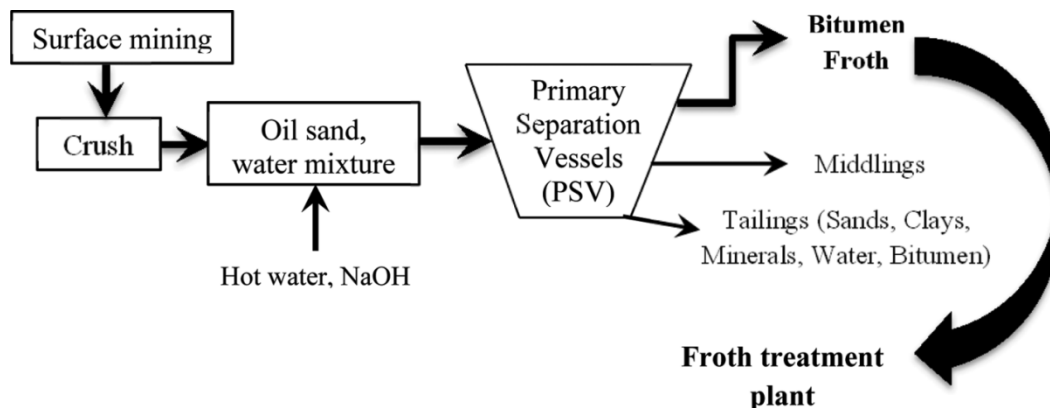 Surface mining
Crush
Oil sand,
water mixture
Hot water, NaOH
Primary
Separation
Vessels
(PSV)
Bitumen
Froth
Middlings
Tailings (Sands, Clays,
Minerals, Water, Bitumen)
Froth treatment
plant